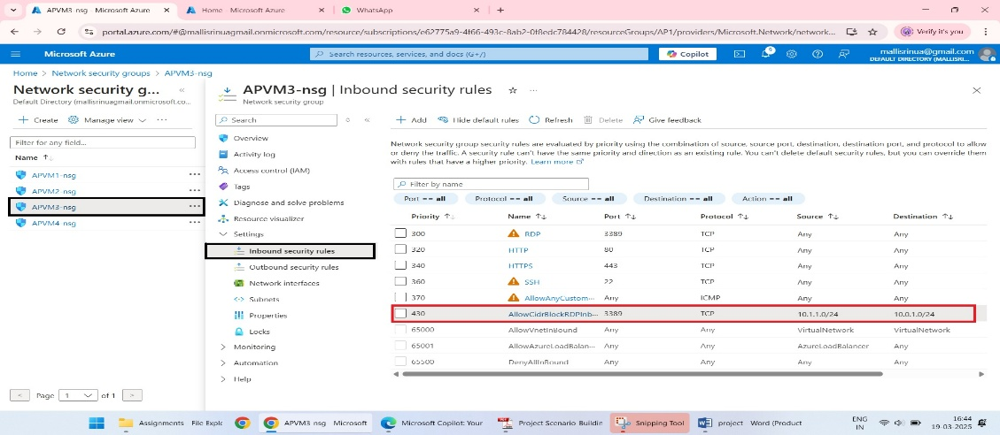 APVM3-nsg - Microsoft Azure
Home - Microsoft Azure
WhatsApp
portal.azure.com/#@mallisrinuagmail.onmicrosoft.com/resource/subscriptions/e62775a9-4f66-493c-8ab2-0f8edc784428/resourceGroups/AP1/providers/Microsoft.Network/network...
Verify it's you
Microsoft Azure
Search resources, services, and docs (G+/)
Copilot
mallisrinua@gmail.com
DEFAULT DIRECTORY (MALLISRI...
Home > Network security groups > APVM3-nsg
Network security g...
Default Directory (mallisrinuagmail.onmicrosoft.co...
Create Manage view
Filter for any field...
Name
APVM1-nsg
APVM2-nsg
APVM3-nsg
APVM4-nsg
Page 1 of 1
APVM3-nsg | Inbound security rules
Network security group
Search
Overview
Activity log
Access control (IAM)
Tags
Diagnose and solve problems
Resource visualizer
Settings
Inbound security rules
Outbound security rules
Network interfaces
Subnets
Properties
Locks
Monitoring
Automation
Help
Add Hide default rules Refresh Delete Give feedback
Network security group security rules are evaluated by priority using the combination of source, source port, destination, destination port, and protocol to allow
or deny the traffic. A security rule can't have the same priority and direction as an existing rule. You can't delete default security rules, but you can override them
with rules that have a higher priority. Learn more
Filter by name
Port == all Protocol == all Source == all Destination == all Action == all
Priority Name Port Protocol Source Destination
300 RDP 3389 TCP Any Any
320 HTTP 80 TCP Any Any
340 HTTPS 443 TCP Any Any
360 SSH 22 TCP Any Any
370 AllowAnyCustom... Any ICMP Any Any
430 AllowCidrBlockRDPInb... 3389 TCP 10.1.1.0/24 10.0.1.0/24
65000 AllowVnetInBound Any Any VirtualNetwork VirtualNetwork
65001 AllowAzureLoadBalan... Any Any AzureLoadBalancer Any
65500 DenyAllInBound Any Any Any Any
Assignments - File Explo
APVM3-nsg - Microsoft
Microsoft Copilot: Your
Project Scenario-Buildin
Snipping Tool
project - Word (Product
ENG
IN
16:44
19-03-2025